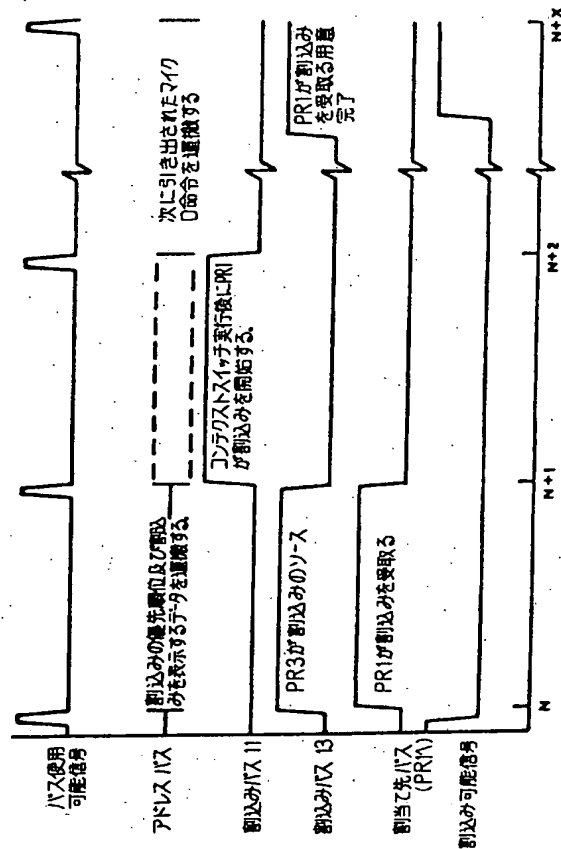 バス使用
可能信号
アドレス バス
割込みの優先順位及び割込
みを表示するデータを運搬する。
次に引き出されたマイク
ロ命令を運搬する
割込みバス 11
コンテクストスイッチ実行後にPR1
が割込みを開始する。
割込みバス 13
PR3が割込みのソース
PR1が割込み
を受取る用意
完了
割当て先バス
(PR1へ)
PR1が割込みを受取る
割込み可能信号
N
N+1
N+2
N+X